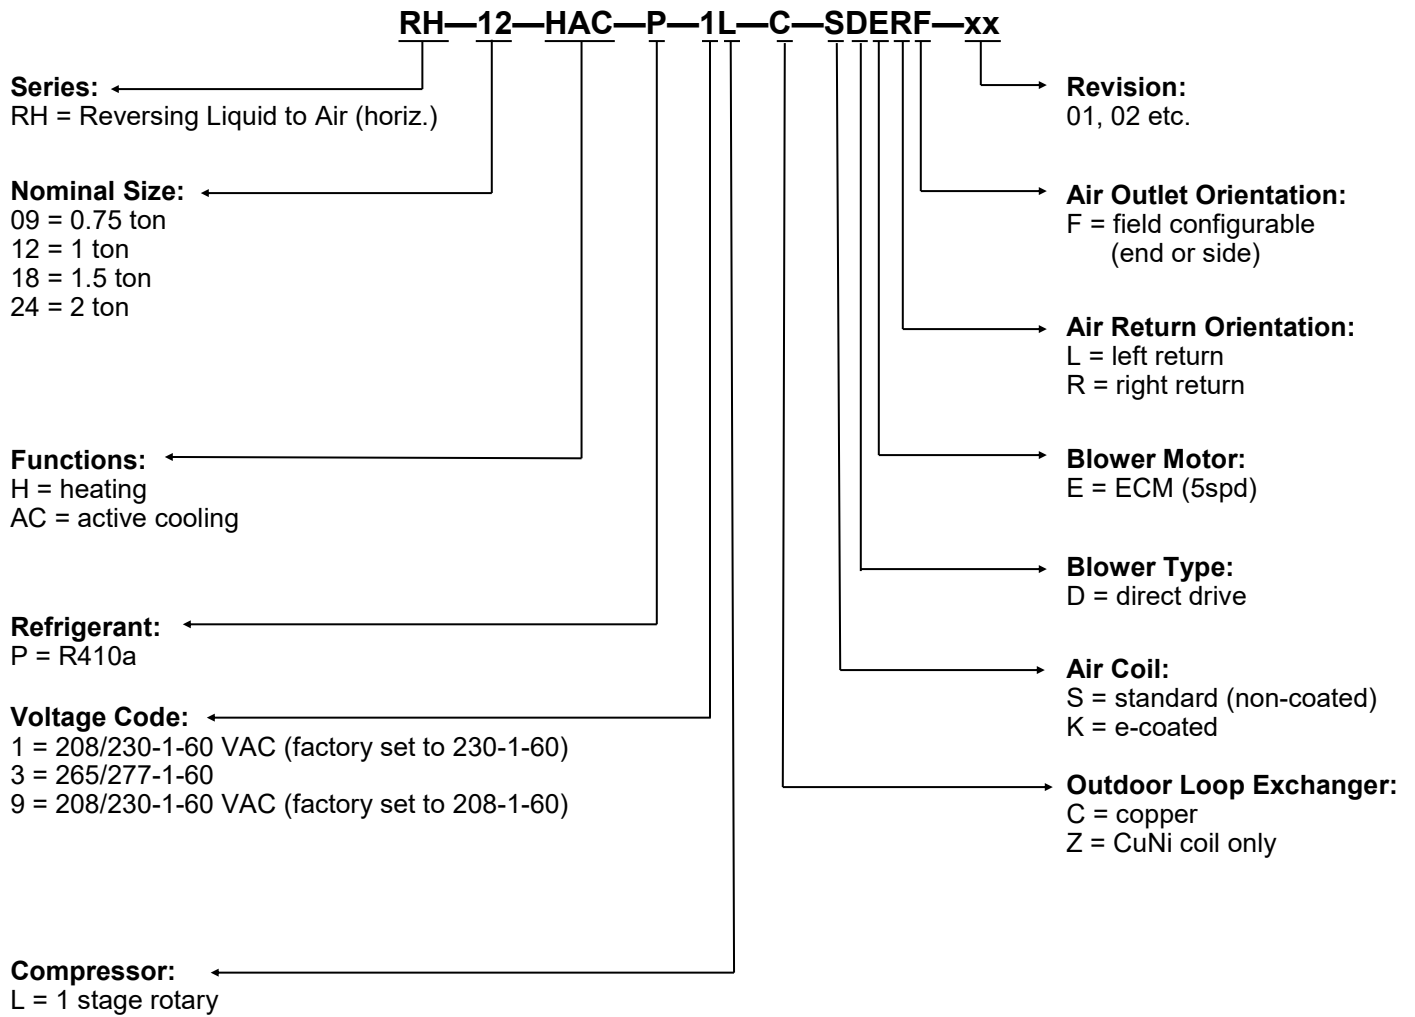 RH—12—HAC—P—1L—C—SDERF—xx
Series:
RH = Reversing Liquid to Air (horiz.)
Nominal Size:
09 = 0.75 ton
12 = 1 ton
18 = 1.5 ton
24 = 2 ton
Functions:
H = heating
AC = active cooling
Refrigerant:
P = R410a
Voltage Code:
1 = 208/230-1-60 VAC (factory set to 230-1-60)
3 = 265/277-1-60
9 = 208/230-1-60 VAC (factory set to 208-1-60)
Compressor:
L = 1 stage rotary
Revision:
01, 02 etc.
Air Outlet Orientation:
F = field configurable
(end or side)
Air Return Orientation:
L = left return
R = right return
Blower Motor:
E = ECM (5spd)
Blower Type:
D = direct drive
Air Coil:
S = standard (non-coated)
K = e-coated
Outdoor Loop Exchanger:
C = copper
Z = CuNi coil only